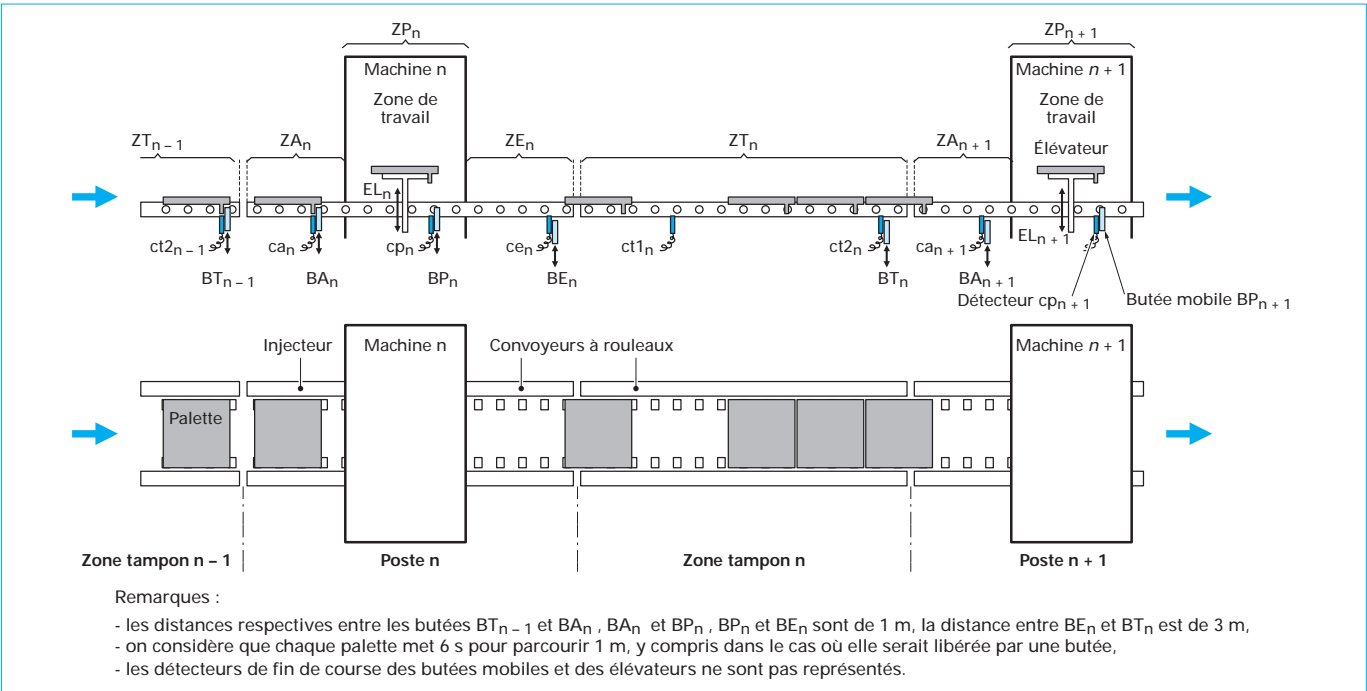 ZPₙ ZPₙ ₊ ₁
Machine n Machine n + 1
Zone de travail Zone de travail
ZTₙ ₋ ₁ ZAₙ ZEₙ ZTₙ ZAₙ ₊ ₁ Élévateur
ELₙ ELₙ ₊ ₁
ct2ₙ ₋ ₁ caₙ cpₙ ceₙ ct1ₙ ct2ₙ caₙ ₊ ₁
BTₙ ₋ ₁ BAₙ BPₙ BEₙ BTₙ BAₙ ₊ ₁
Détecteur cpₙ ₊ ₁ Butée mobile BPₙ ₊ ₁
Injecteur Machine n Convoyeurs à rouleaux Machine n + 1
Palette
Zone tampon n – 1 Poste n Zone tampon n Poste n + 1
Remarques :
- les distances respectives entre les butées BTₙ ₋ ₁ et BAₙ , BAₙ et BPₙ , BPₙ et BEₙ sont de 1 m, la distance entre BEₙ et BTₙ est de 3 m,
- on considère que chaque palette met 6 s pour parcourir 1 m, y compris dans le cas où elle serait libérée par une butée,
- les détecteurs de fin de course des butées mobiles et des élévateurs ne sont pas représentés.